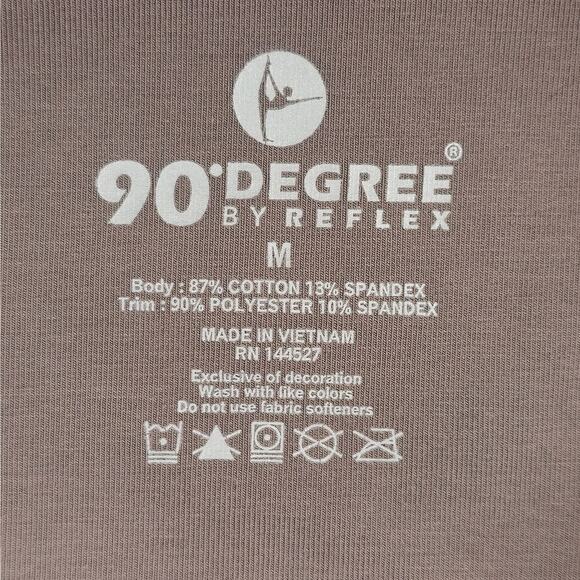 90° DEGREE®
BY REFLEX
M
Body : 87% COTTON 13% SPANDEX
Trim : 90% POLYESTER 10% SPANDEX
MADE IN VIETNAM
RN 144527
Exclusive of decoration
Wash with like colors
Do not use fabric softeners